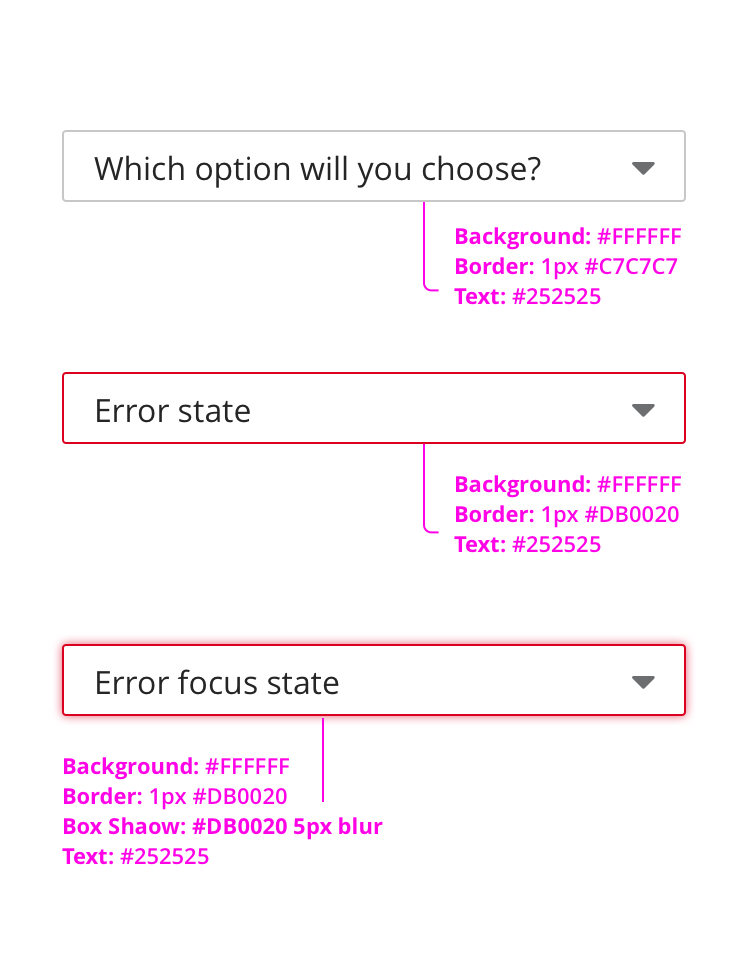 Which option will you choose?
Background: #FFFFFF
Border: 1px #C7C7C7
Text: #252525
Error state
Background: #FFFFFF
Border: 1px #DB0020
Text: #252525
Error focus state
Background: #FFFFFF
Border: 1px #DB0020
Box Shaow: #DB0020 5px blur
Text: #252525